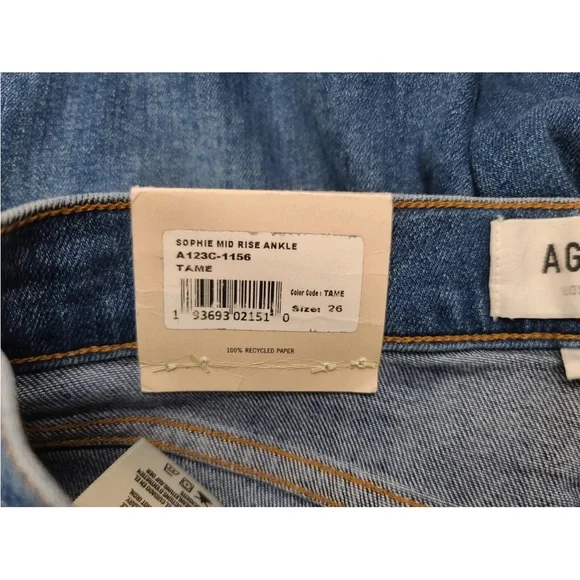 SOPHIE MID RISE ANKLE
A123C-1156
TAME
Color Code : TAME
Size: 26
1 93693 02151 0
100% RECYCLED PAPER
AG